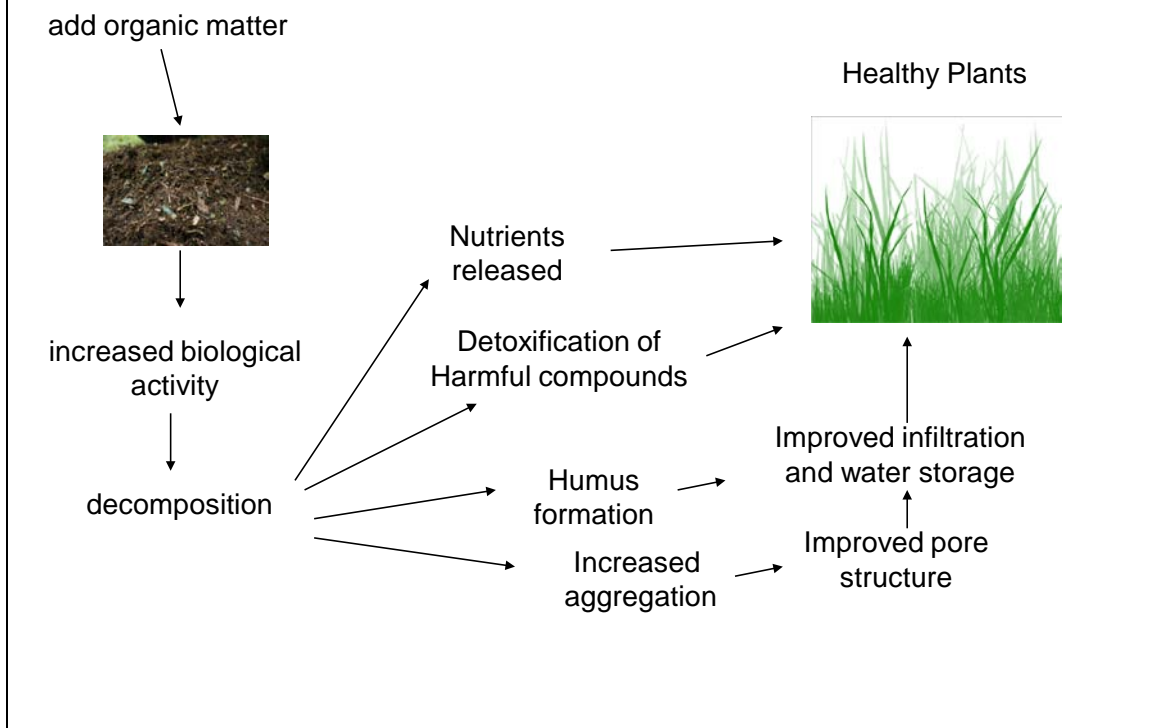 add organic matter
Healthy Plants
Nutrients
released
Detoxification of
Harmful compounds
increased biological
activity
Improved infiltration
and water storage
Humus
formation
decomposition
Improved pore
structure
Increased
aggregation